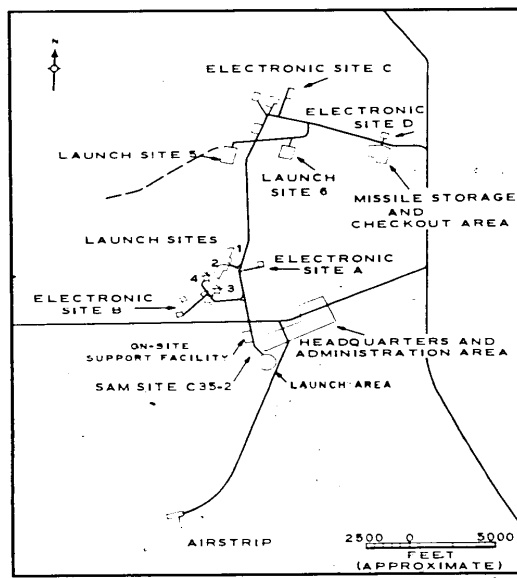 N
ELECTRONIC SITE C
ELECTRONIC
SITE D
LAUNCH SITE 5
LAUNCH
SITE 6
MISSILE STORAGE
AND
CHECKOUT AREA
LAUNCH SITES
1
2
ELECTRONIC
SITE A
4
3
ELECTRONIC
SITE B
ON-SITE
SUPPORT FACILITY
HEADQUARTERS AND
ADMINISTRATION AREA
SAM SITE C35-2
LAUNCH AREA
AIRSTRIP
2500 0 5000
FEET
(APPROXIMATE)